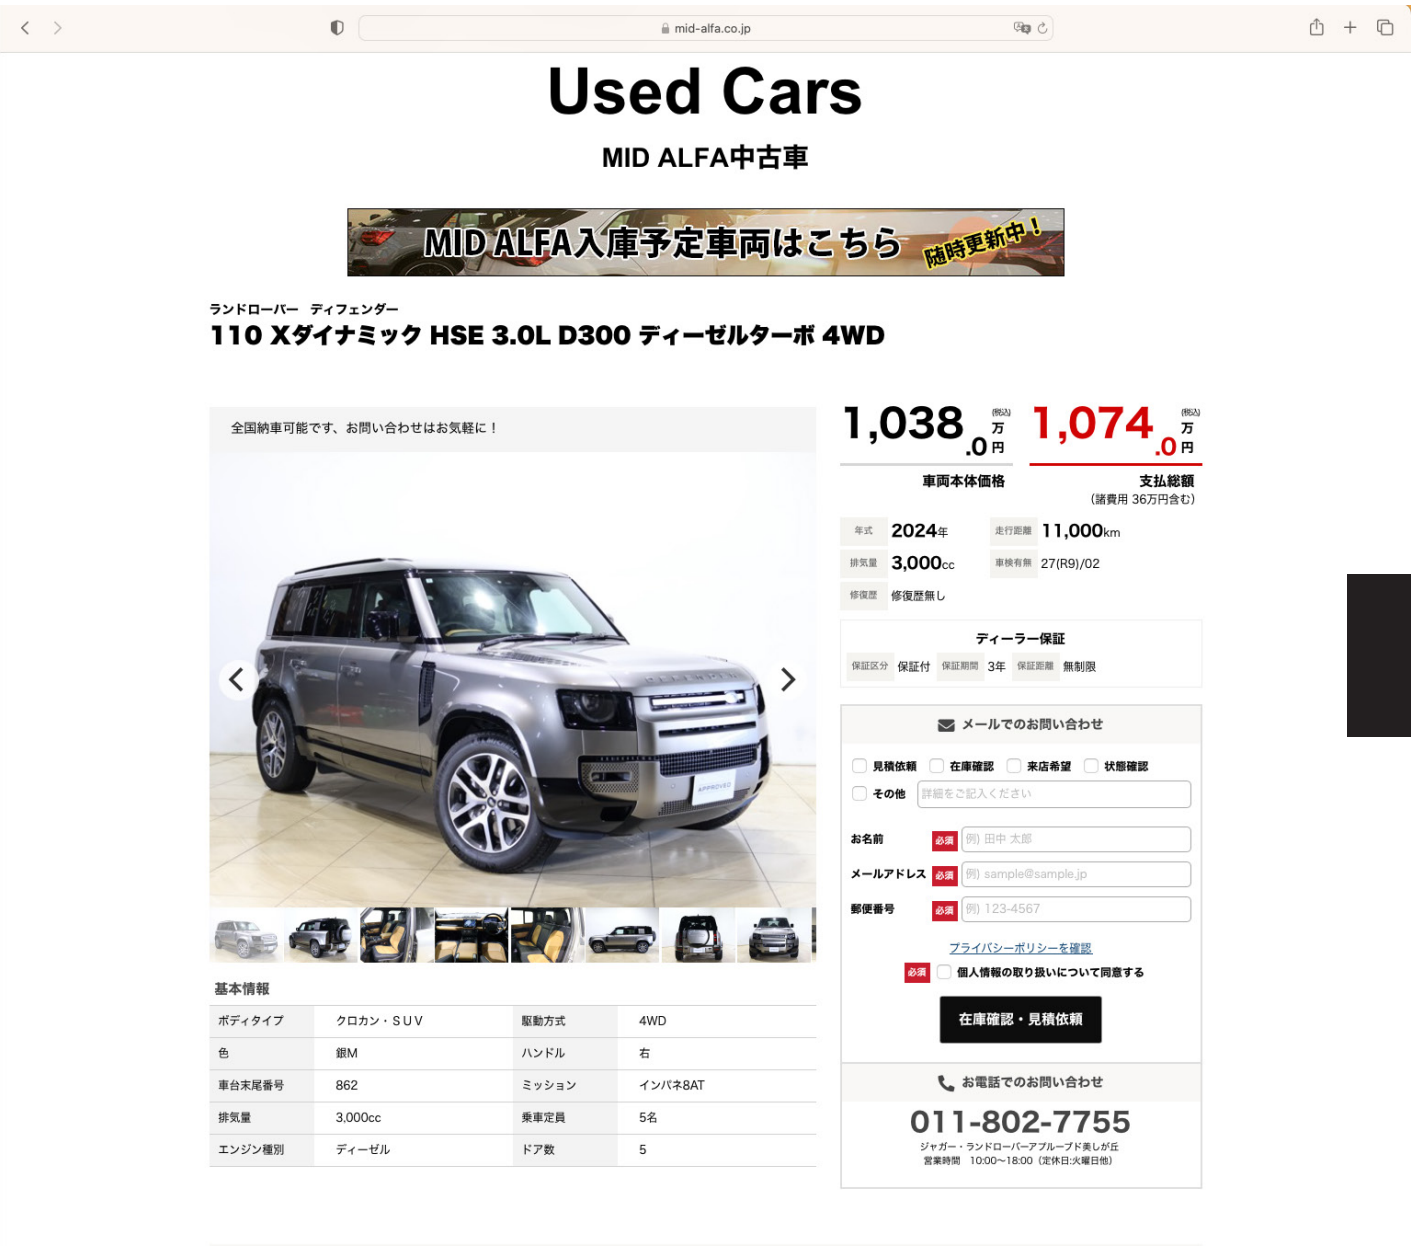 mid-alfa.co.jp
Used Cars
MID ALFA中古車
MID ALFA入庫予定車両はこちら 随時更新中!
ランドローバー ディフェンダー
110 Xダイナミック HSE 3.0L D300 ディーゼルターボ 4WD
全国納車可能です、お問い合わせはお気軽に！
1,038.0万円(税込)
車両本体価格
1,074.0万円(税込)
支払総額
(諸費用 36万円含む)
年式 2024年 走行距離 11,000km
排気量 3,000cc 車検有無 27(R9)/02
修復歴 修復歴無し
ディーラー保証
保証区分 保証付 保証期間 3年 保証距離 無制限
メールでのお問い合わせ
見積依頼 在庫確認 来店希望 状態確認
その他 詳細をご記入ください
お名前 必須 例) 田中 太郎
メールアドレス 必須 例) sample@sample.jp
郵便番号 必須 例) 123-4567
プライバシーポリシーを確認
必須 個人情報の取り扱いについて同意する
在庫確認・見積依頼
お電話でのお問い合わせ
011-802-7755
ジャガー・ランドローバーアプルーブド美しが丘
営業時間 10:00〜18:00（定休日:火曜日他）
DEFENDER
APPROVED
基本情報
ボディタイプ クロカン・ＳＵＶ 駆動方式 4WD
色 銀M ハンドル 右
車台末尾番号 862 ミッション インパネ8AT
排気量 3,000cc 乗車定員 5名
エンジン種別 ディーゼル ドア数 5